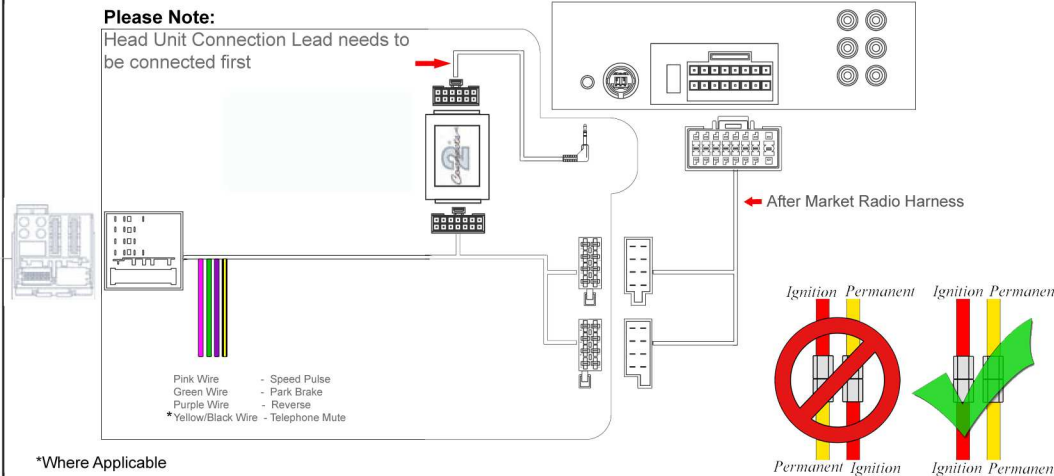 Please Note:
Head Unit Connection Lead needs to
be connected first
After Market Radio Harness
Ignition Permanent
Ignition Permanen
Pink Wire - Speed Pulse
Green Wire - Park Brake
Purple Wire - Reverse
*Yellow/Black Wire - Telephone Mute
Permanent Ignition
Ignition Permanen
*Where Applicable